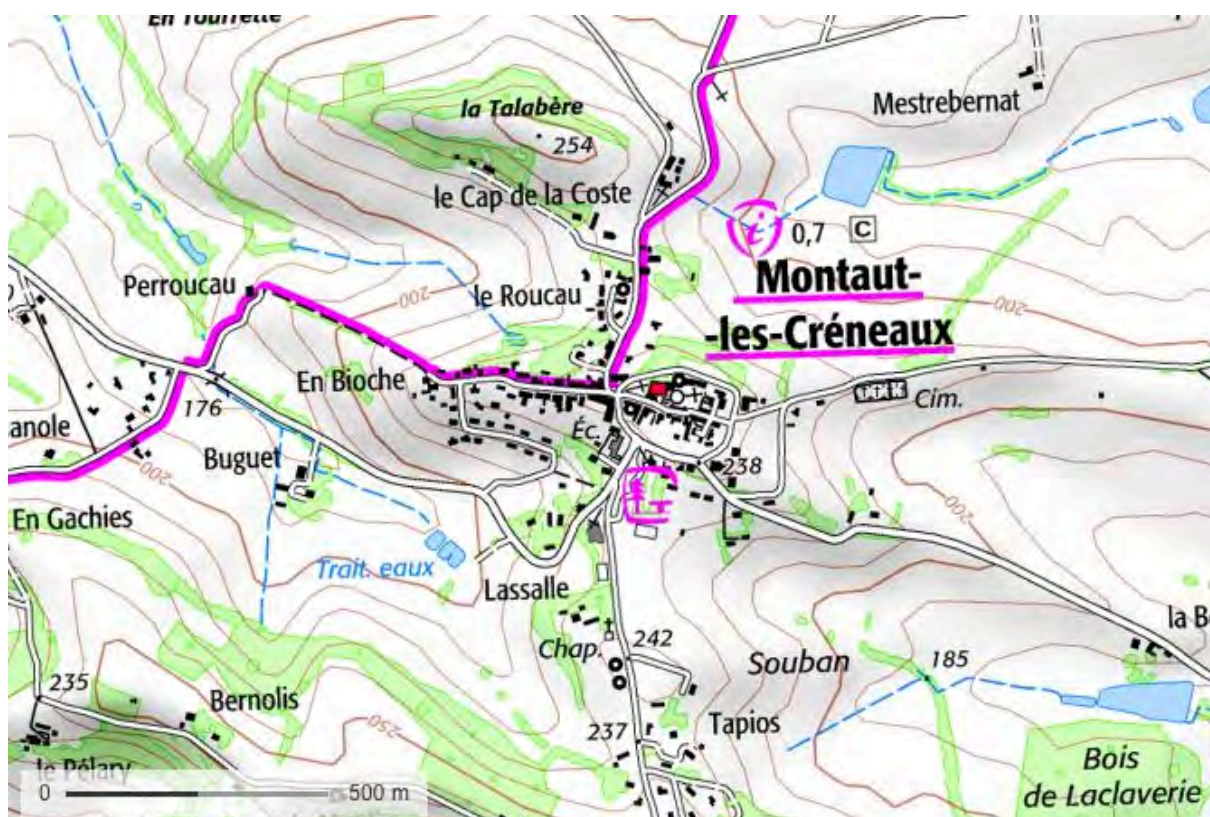 En Tourrelle
la Talabère
254
Mestrebernat
le Cap de la Coste
0,7 C
Montaut-
-les-Créneaux
Perroucau
200
le Roucau
200
En Bioche
176
Éc.
Cim.
anole
Buguet
238
200
200
En Gachies
Trait. eaux
Lassalle
la B
Chap.
242
Souban
185
235
Bernolis
250
237
Tapios
Bois
de Laclaverie
le Pélary
0 500 m